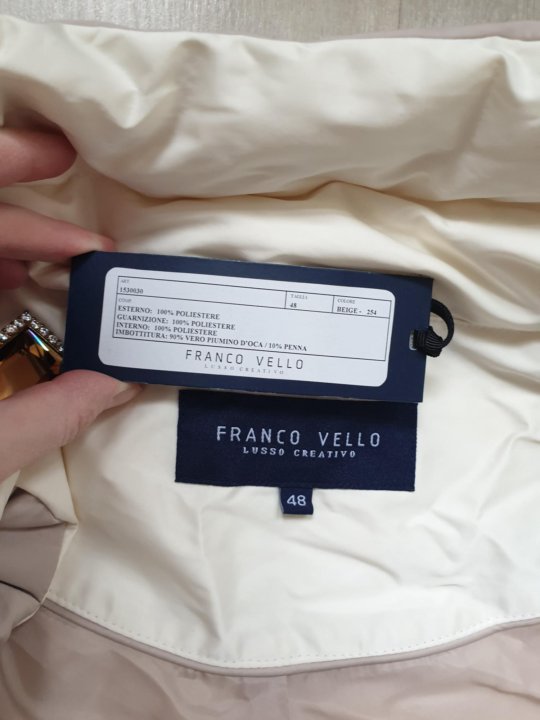 ART.
1530030
TAGLIA
48
COLORE
BEIGE - 254
COMP.
ESTERNO: 100% POLIESTERE
GUARNIZIONE: 100% POLIESTERE
INTERNO: 100% POLIESTERE
IMBOTTITURA: 90% VERO PIUMINO D'OCA / 10% PENNA
FRANCO VELLO
LUSSO CREATIVO
FRANCO VELLO
LUSSO CREATIVO
48